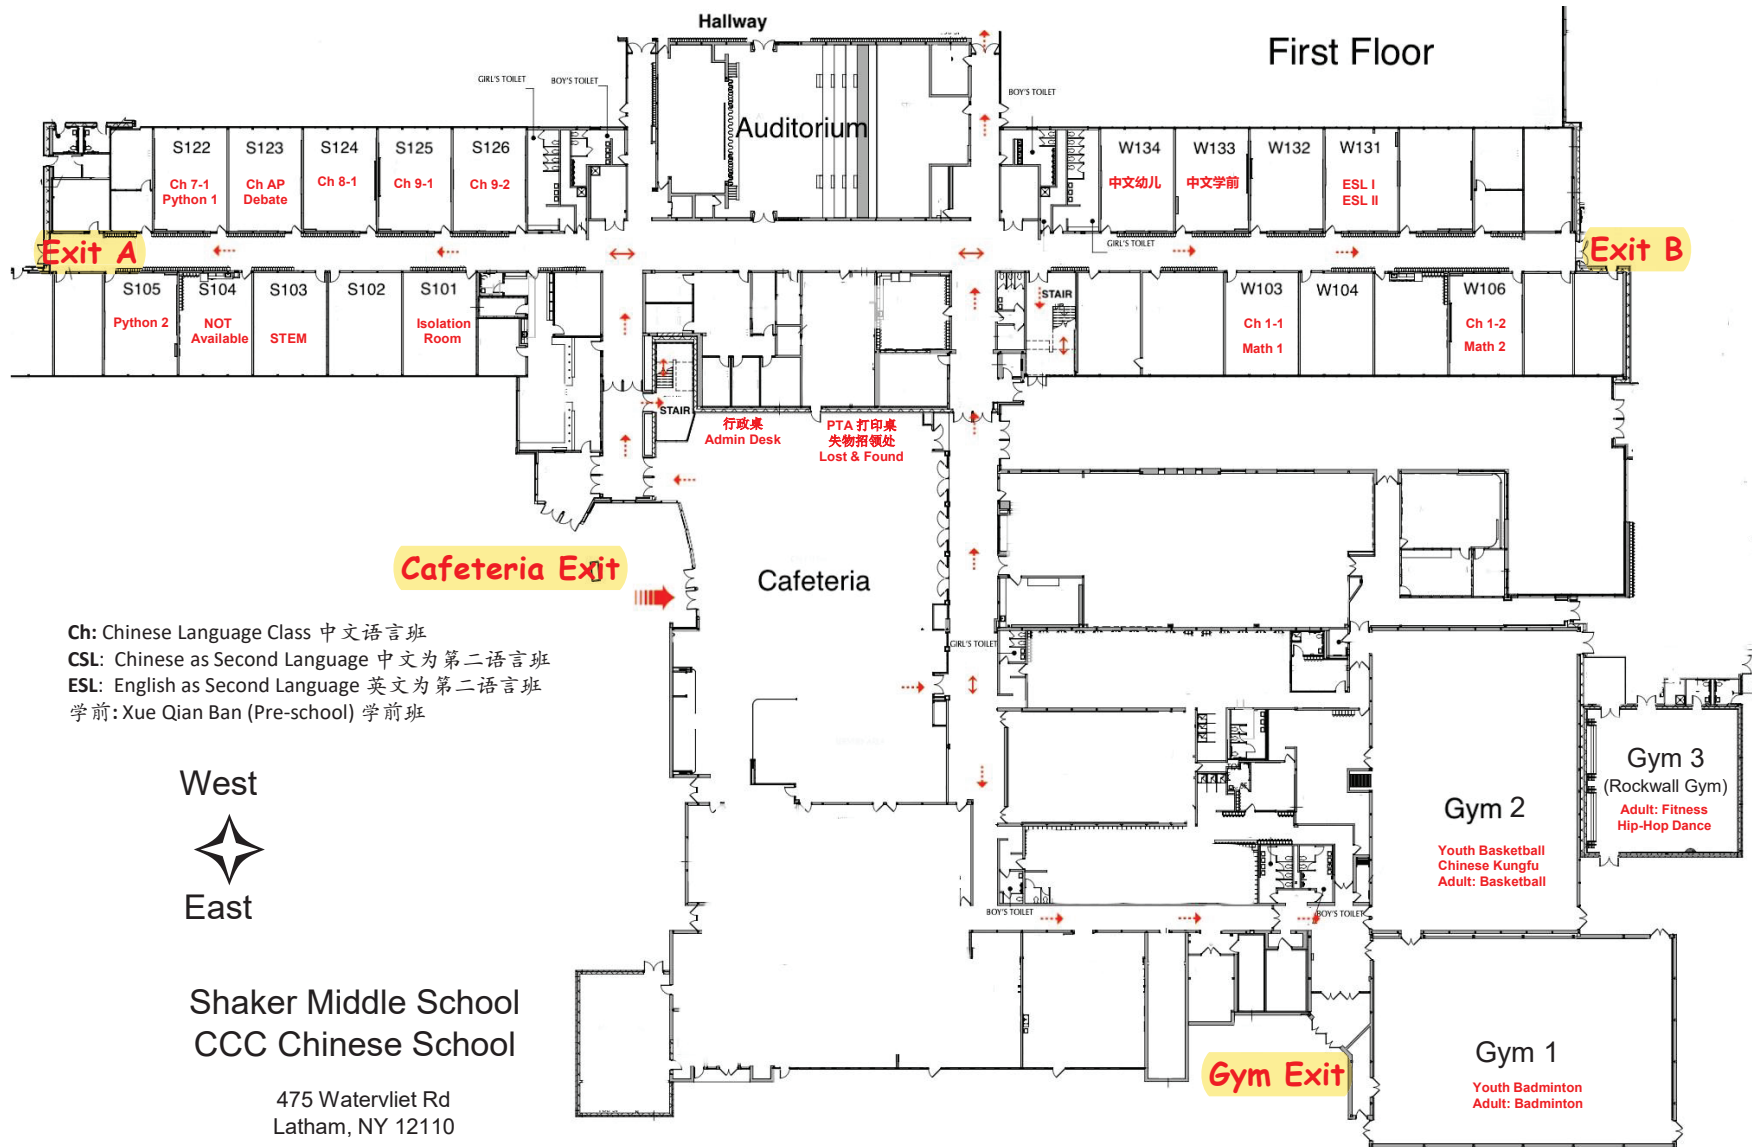 Hallway
First Floor
GIRL'S TOILET
BOY'S TOILET
BOY'S TOILET
Auditorium
S122
Ch 7-1
Python 1
S123
Ch AP
Debate
S124
Ch 8-1
S125
Ch 9-1
S126
Ch 9-2
W134
中文幼儿
W133
中文学前
W132
W131
ESL I
ESL II
GIRL'S TOILET
Exit A
Exit B
S105
Python 2
S104
NOT
Available
S103
STEM
S102
S101
Isolation
Room
STAIR
W103
Ch 1-1
Math 1
W104
W106
Ch 1-2
Math 2
STAIR
行政桌
Admin Desk
PTA 打印桌
失物招领处
Lost & Found
Cafeteria Exit
Cafeteria
Ch: Chinese Language Class 中文语言班
CSL: Chinese as Second Language 中文为第二语言班
ESL: English as Second Language 英文为第二语言班
学前: Xue Qian Ban (Pre-school) 学前班
GIRL'S TOILET
West
East
Gym 3
(Rockwall Gym)
Adult: Fitness
Hip-Hop Dance
Gym 2
Youth Basketball
Chinese Kungfu
Adult: Basketball
BOY'S TOILET
BOY'S TOILET
Shaker Middle School
CCC Chinese School
475 Watervliet Rd
Latham, NY 12110
Gym Exit
Gym 1
Youth Badminton
Adult: Badminton